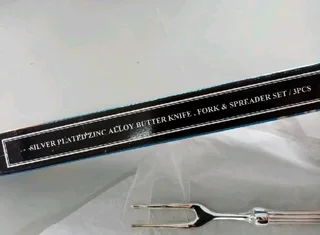 SILVER PLATED ZINC ALLOY BUTTER KNIFE , FORK & SPREADER SET / 3PCS